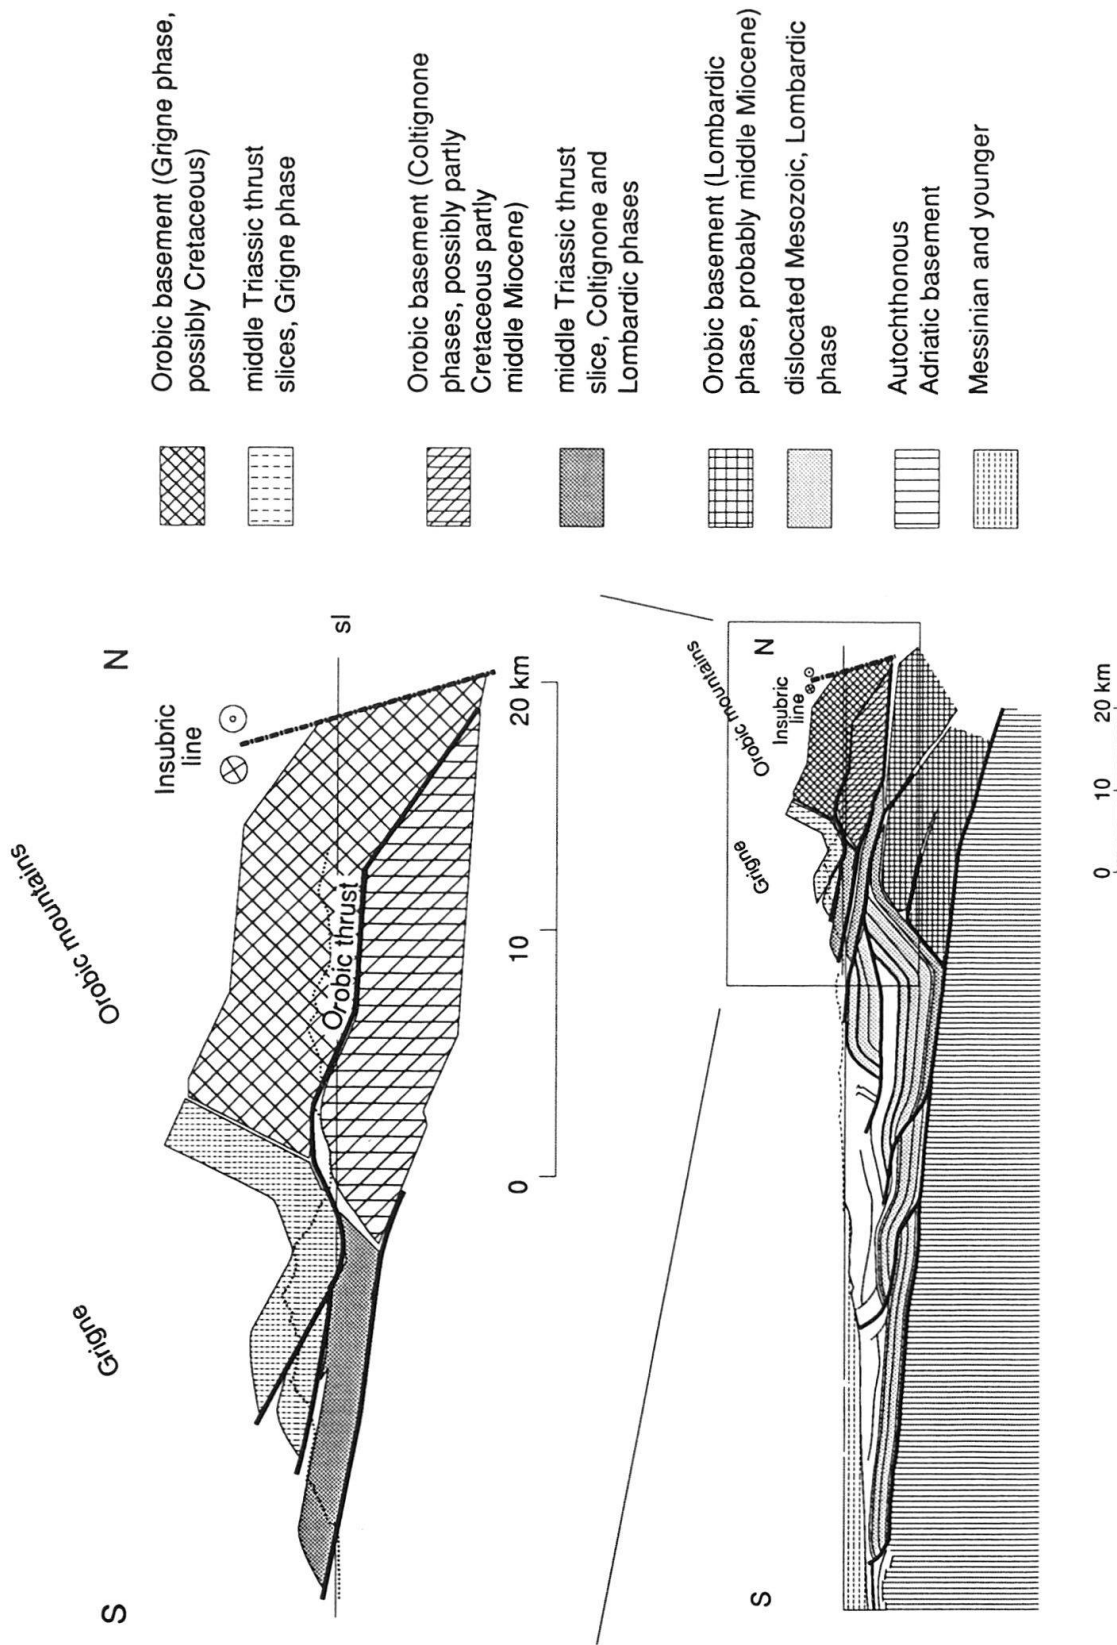 S
N
Grigne
Orobic mountains
Insubric
line
sl
Orobic thrust
0
10
20 km
S
N
Grigne
Orobic mountains
Insubric
line
0
10
20 km
Orobic basement (Grigne phase,
possibly Cretaceous)
middle Triassic thrust
slices, Grigne phase
Orobic basement (Coltignone
phases, possibly partly
Cretaceous partly
middle Miocene)
middle Triassic thrust
slice, Coltignone and
Lombardic phases
Orobic basement (Lombardic
phase, probably middle Miocene)
dislocated Mesozoic, Lombardic
phase
Autochthonous
Adriatic basement
Messinian and younger